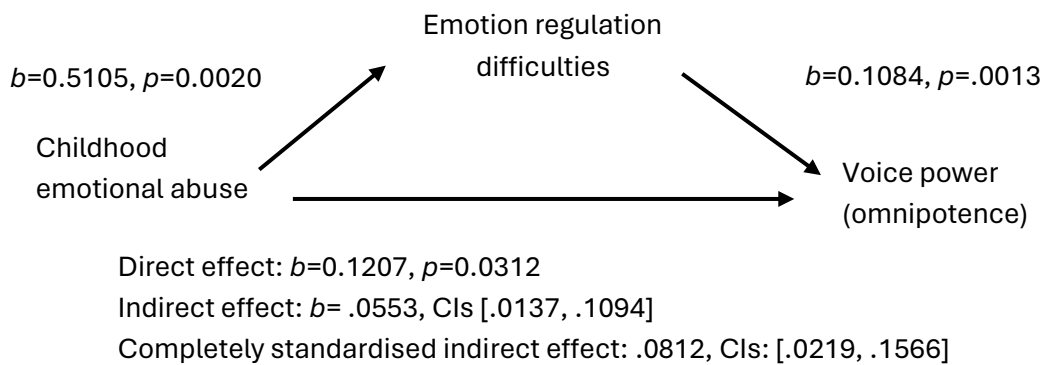 Emotion regulation
difficulties
b=0.5105, p=0.0020
b=0.1084, p=.0013
Childhood
emotional abuse
Voice power
(omnipotence)
Direct effect: b=0.1207, p=0.0312
Indirect effect: b= .0553, CIs [.0137, .1094]
Completely standardised indirect effect: .0812, CIs: [.0219, .1566]